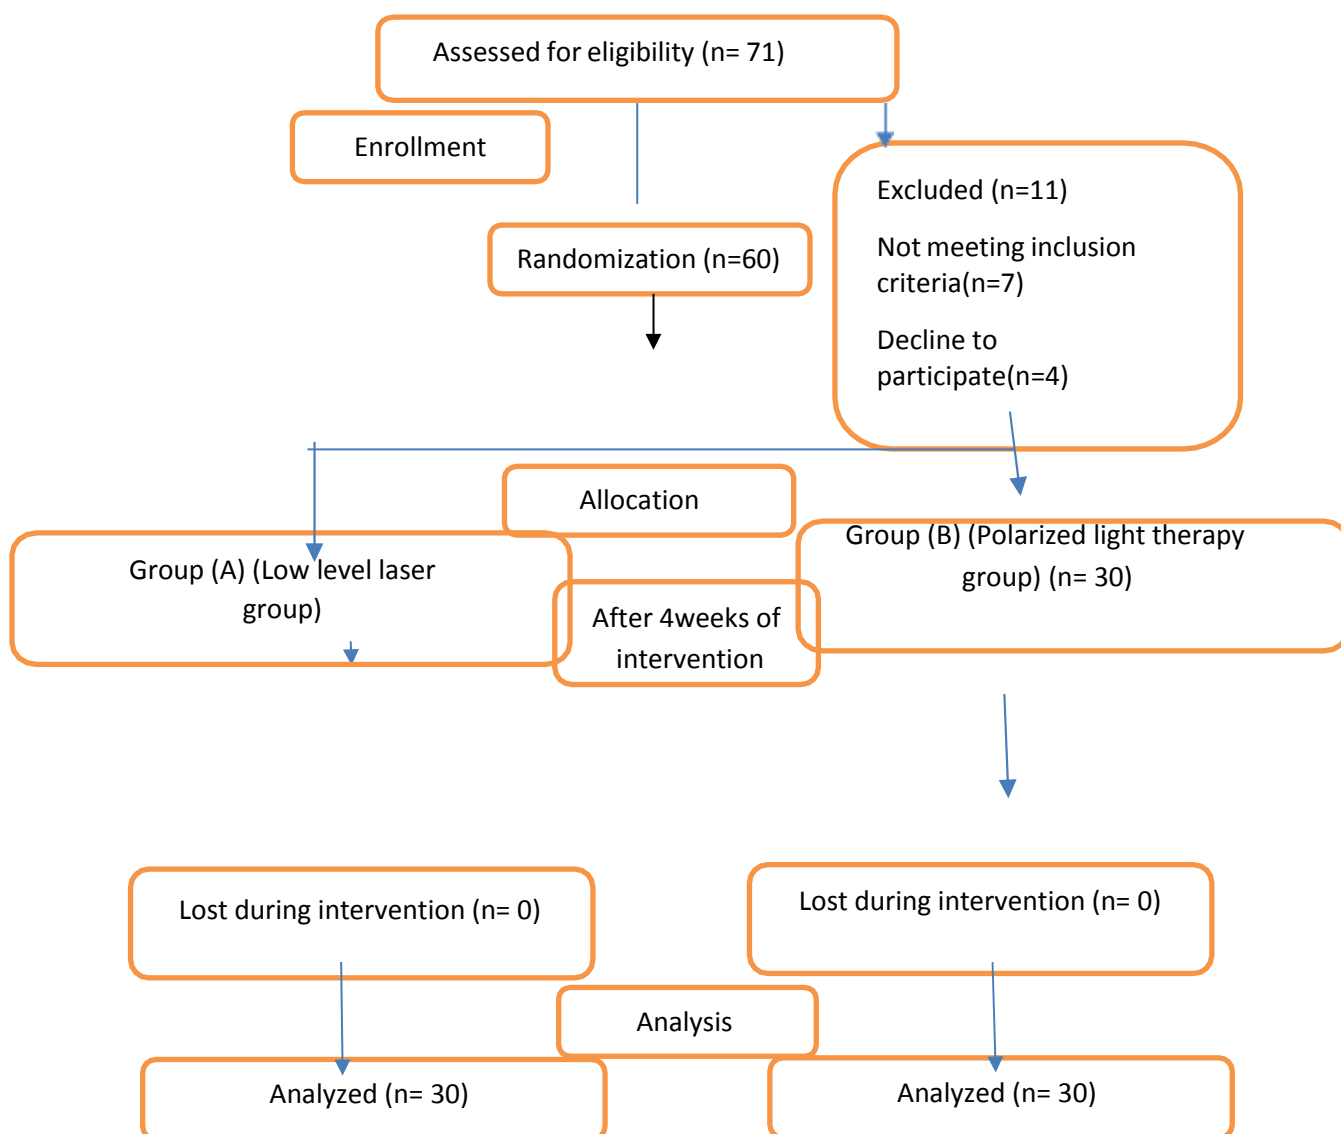 Assessed for eligibility (n= 71)
Enrollment
Excluded (n=11)
Not meeting inclusion
criteria(n=7)
Decline to
participate(n=4)
Randomization (n=60)
Allocation
Group (A) (Low level laser
group)
Group (B) (Polarized light therapy
group) (n= 30)
After 4weeks of
intervention
Lost during intervention (n= 0)
Lost during intervention (n= 0)
Analysis
Analyzed (n= 30)
Analyzed (n= 30)